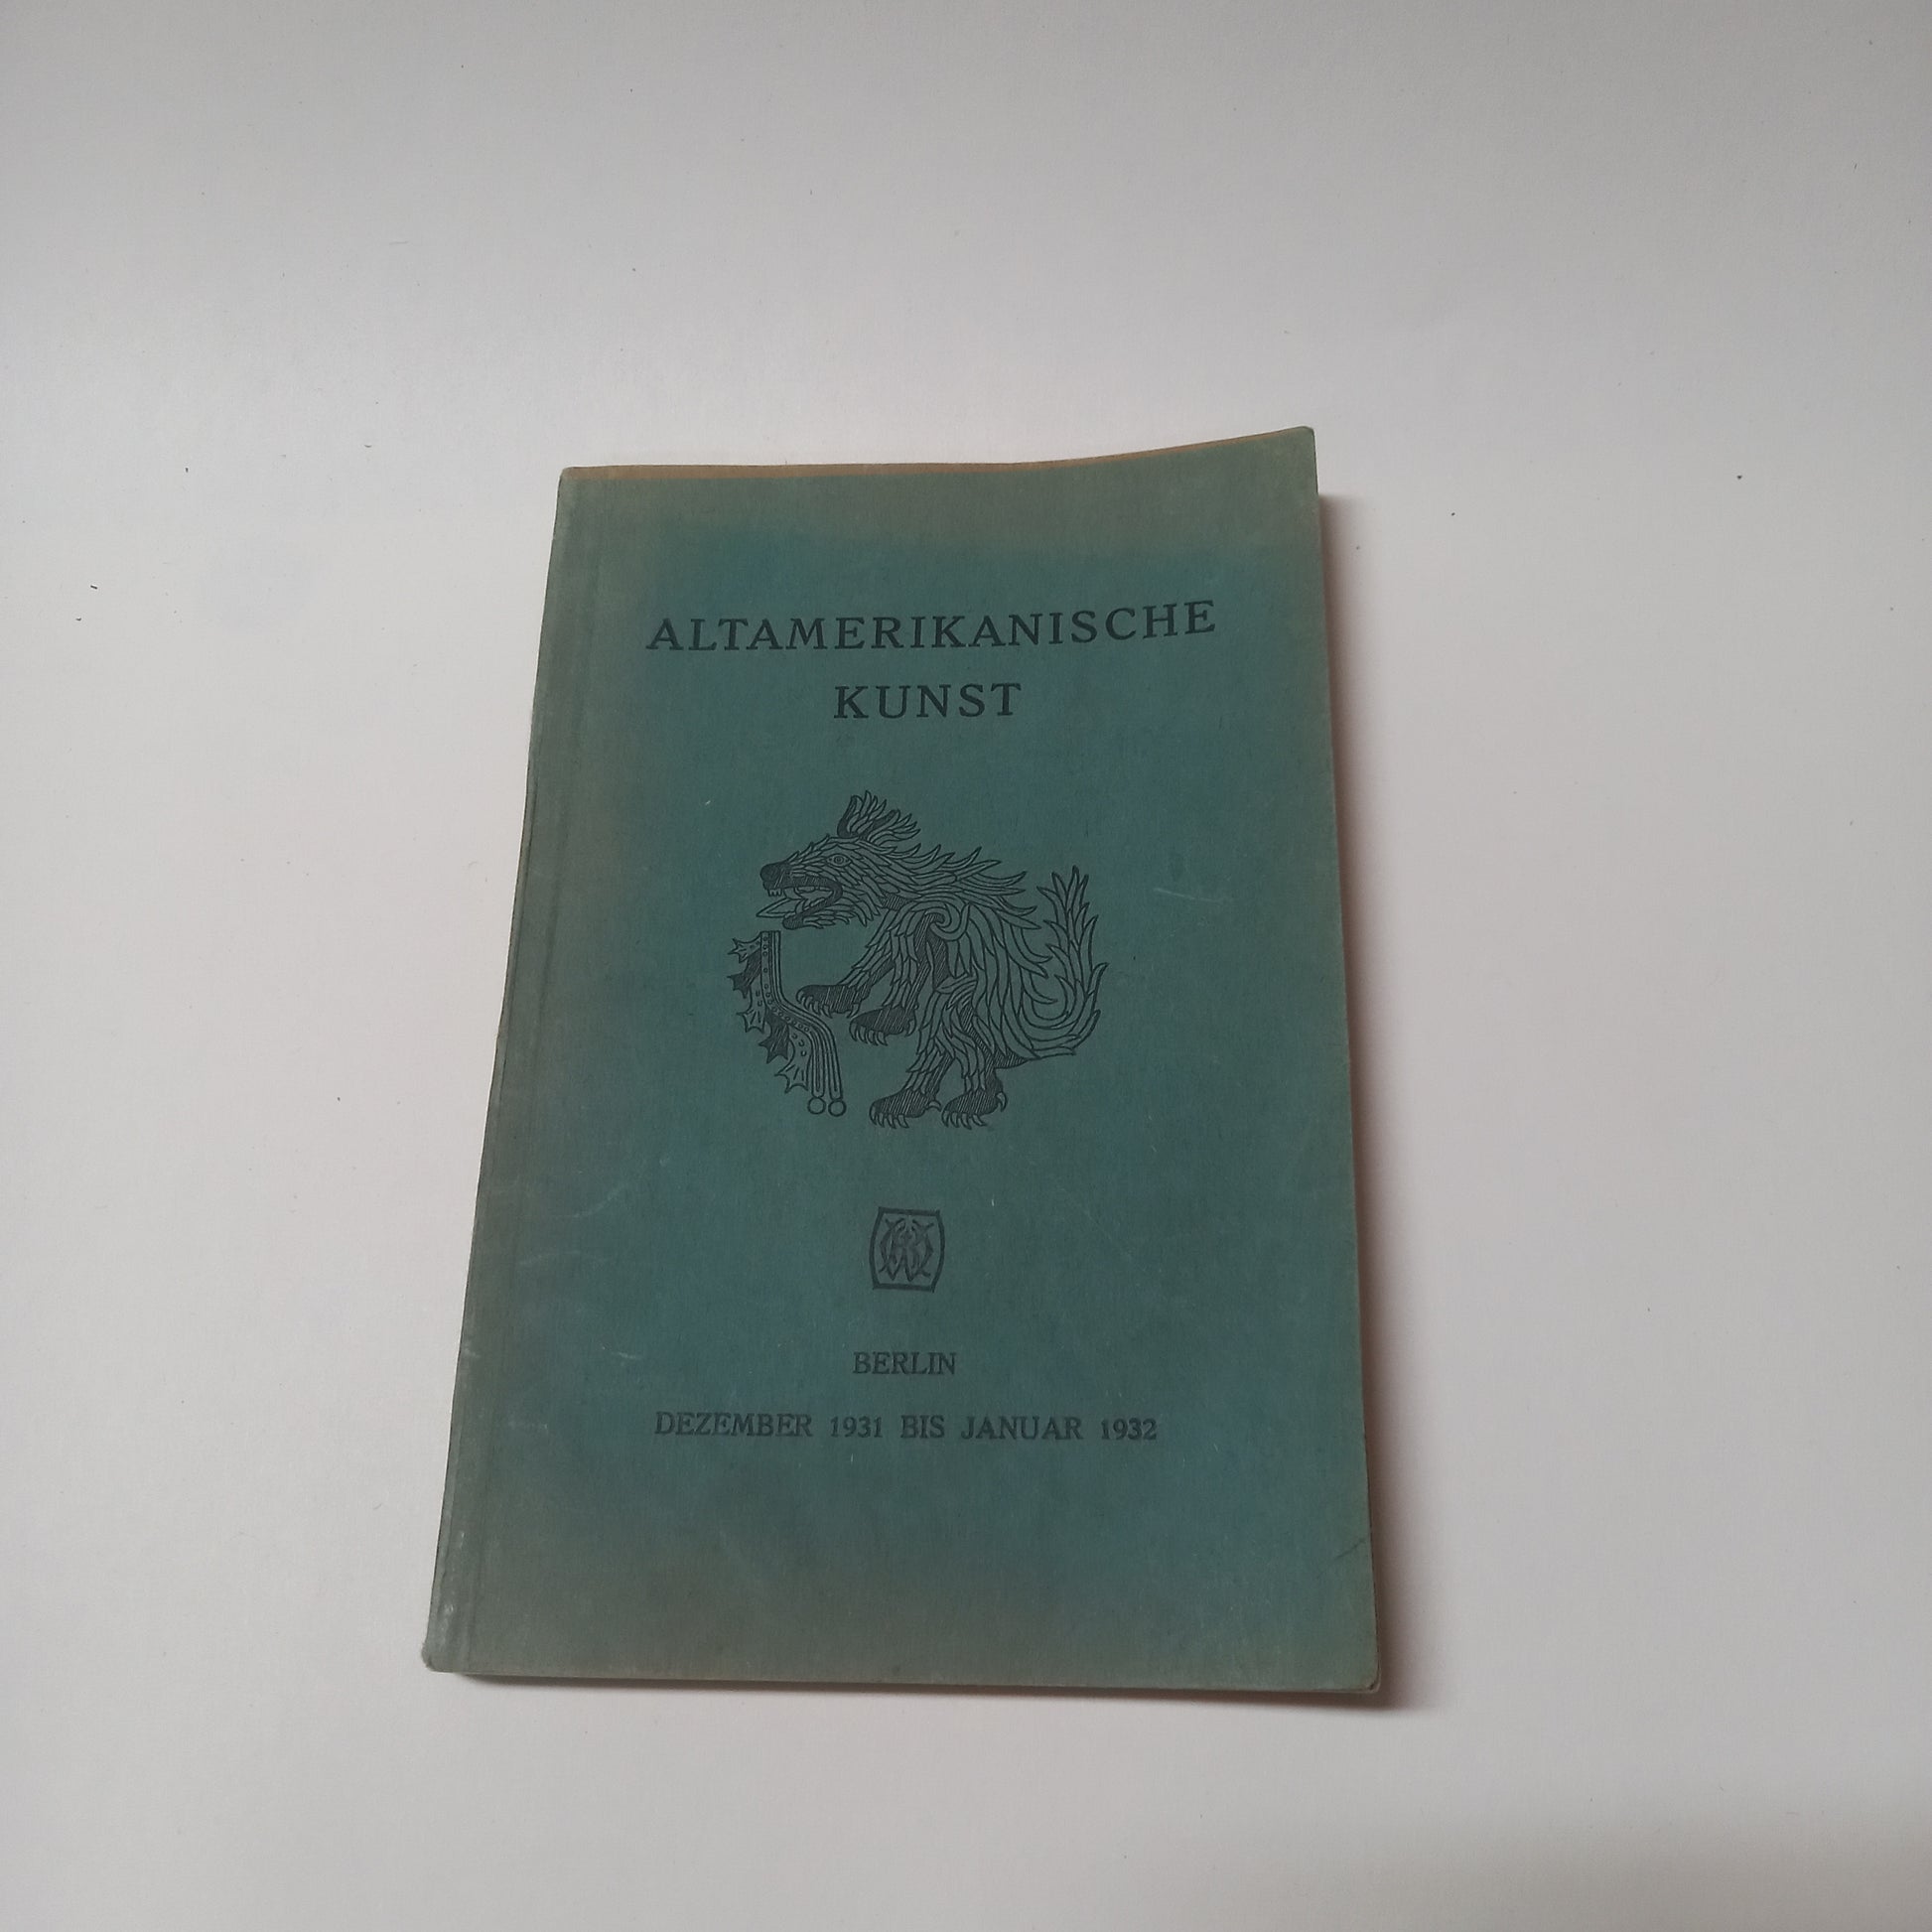 ALTAMERIKANISCHE
KUNST
BERLIN
DEZEMBER 1931 BIS JANUAR 1932